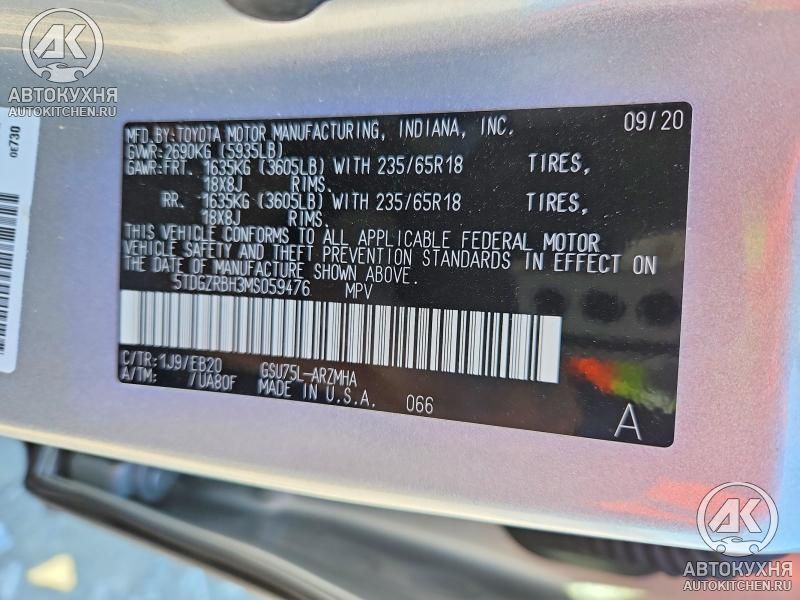 АК
АВТОКУХНЯ
AUTOKITCHEN.RU
0E730
MFD.BY:TOYOTA MOTOR MANUFACTURING, INDIANA, INC. 09/20
GVWR:2690KG (5935LB)
GAWR:FRT. 1635KG (3605LB) WITH 235/65R18 TIRES,
18X8J RIMS.
RR. 1635KG (3605LB) WITH 235/65R18 TIRES,
18X8J RIMS.
THIS VEHICLE CONFORMS TO ALL APPLICABLE FEDERAL MOTOR
VEHICLE SAFETY AND THEFT PREVENTION STANDARDS IN EFFECT ON
THE DATE OF MANUFACTURE SHOWN ABOVE.
5TDGZRBH3MS059476 MPV
C/TR:1J9/EB20 GSU75L-ARZMHA
A/TM: /UA80F MADE IN U.S.A. 066
A
АК
АВТОКУХНЯ
AUTOKITCHEN.RU